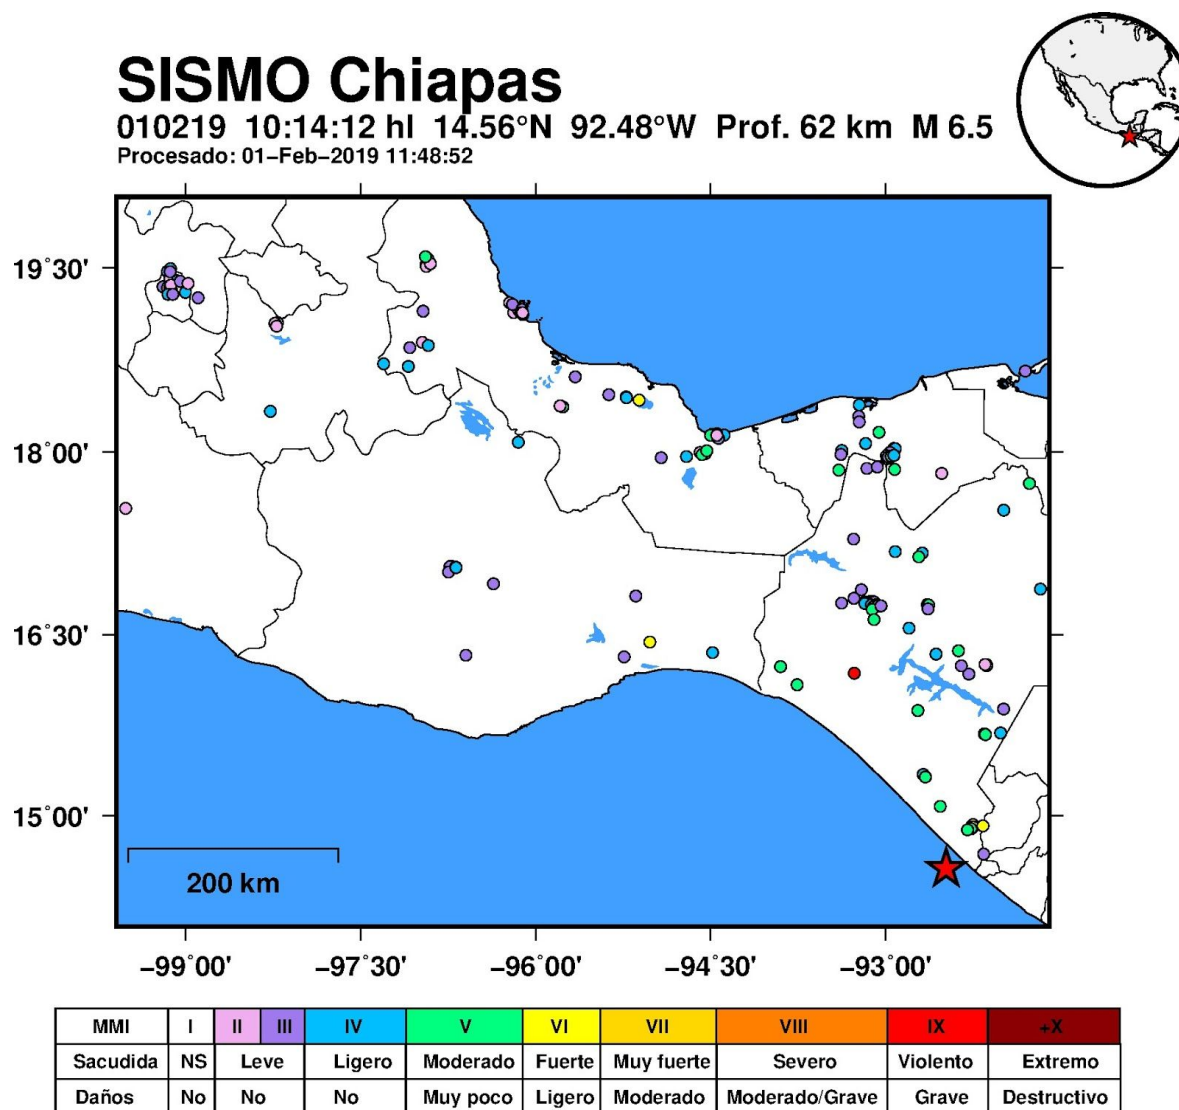 SISMO Chiapas
010219 10:14:12 hl 14.56°N 92.48°W Prof. 62 km M 6.5
Procesado: 01-Feb-2019 11:48:52
19°30'
18°00'
16°30'
15°00'
200 km
-99°00' -97°30' -96°00' -94°30' -93°00'
MMI I II III IV V VI VII VIII IX +X
Sacudida NS Leve Ligero Moderado Fuerte Muy fuerte Severo Violento Extremo
Daños No No No Muy poco Ligero Moderado Moderado/Grave Grave Destructivo